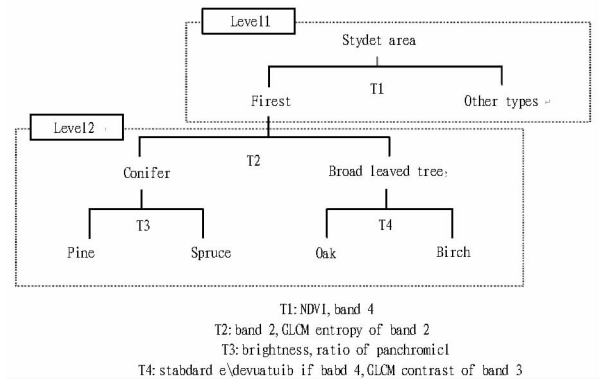 Level1
Stydet area
T1
Firest
Other types
Level2
T2
Conifer
Broad leaved tree
T3
T4
Pine
Spruce
Oak
Birch
T1: NDVI, band 4
T2: band 2, GLCM entropy of band 2
T3: brightness, ratio of panchromicl
T4: stabdard e\devuatuib if babd 4, GLCM contrast of band 3